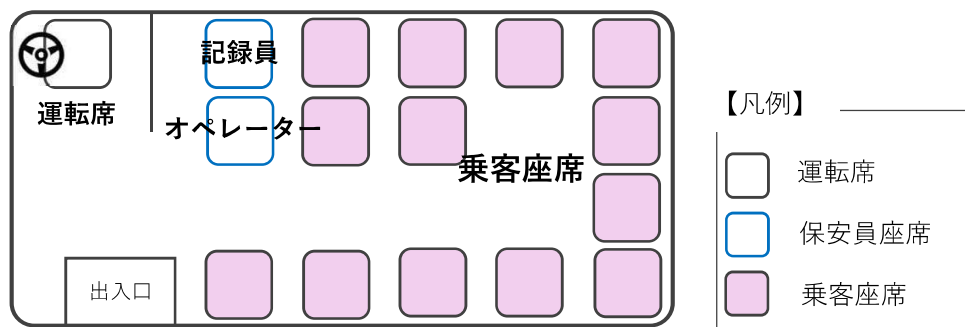 記録員
運転席
オペレーター
乗客座席
出入口
【凡例】
運転席
保安員座席
乗客座席